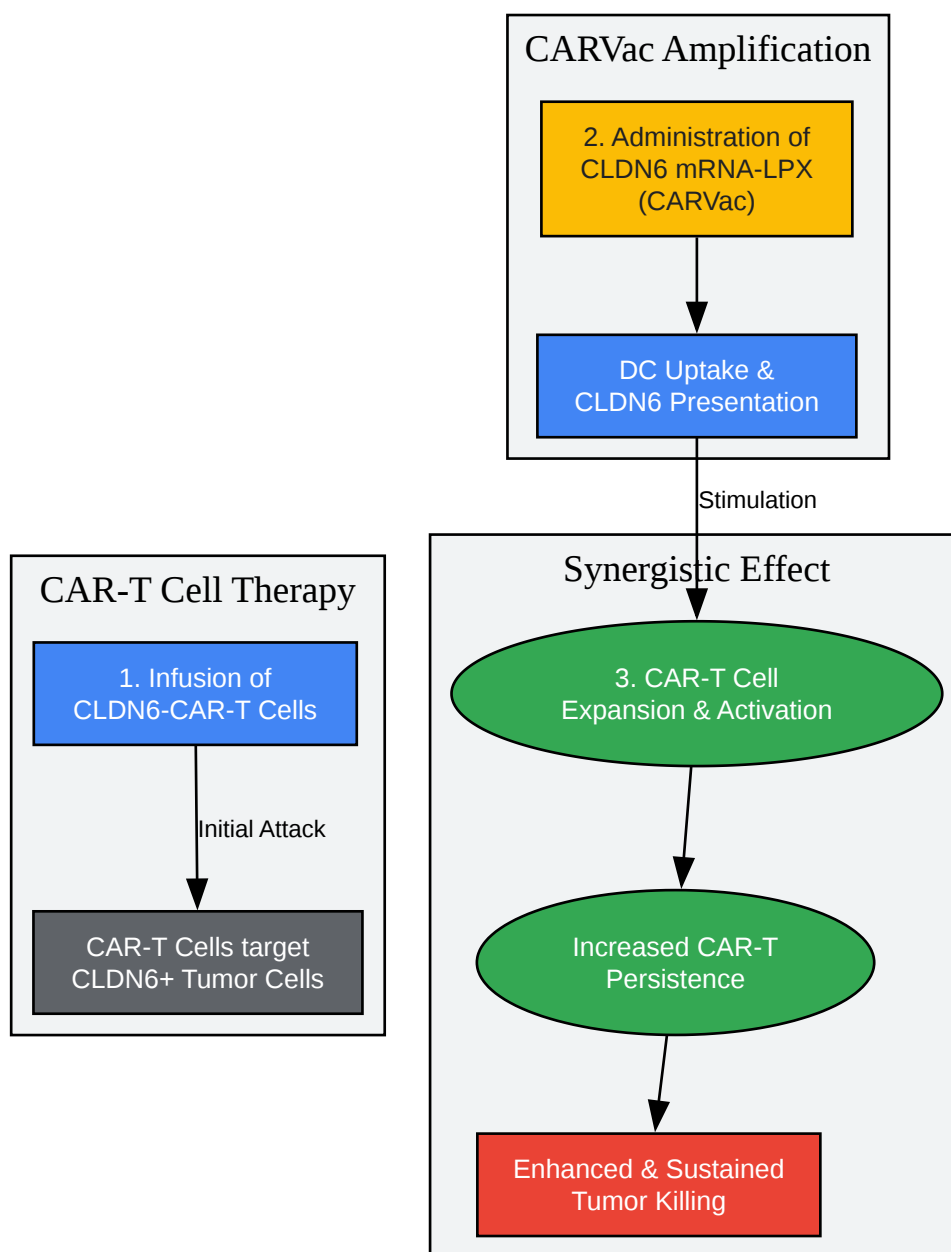 CARVac Amplification
2. Administration of
CLDN6 mRNA-LPX
(CARVac)
DC Uptake &
CLDN6 Presentation
Stimulation
CAR-T Cell Therapy
1. Infusion of
CLDN6-CAR-T Cells
Initial Attack
CAR-T Cells target
CLDN6+ Tumor Cells
Synergistic Effect
3. CAR-T Cell
Expansion & Activation
Increased CAR-T
Persistence
Enhanced & Sustained
Tumor Killing